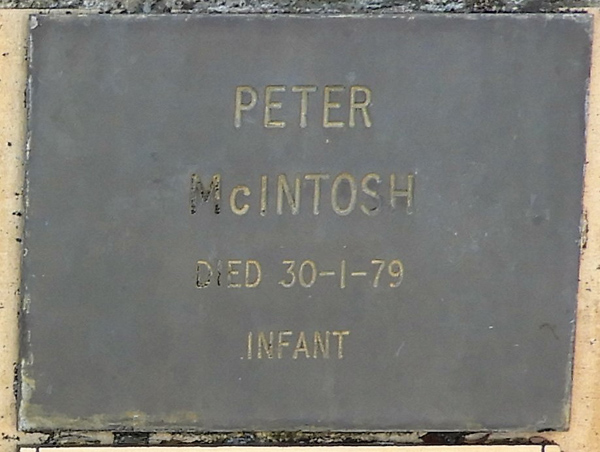 PETER
McINTOSH
DIED 30-1-79
INFANT